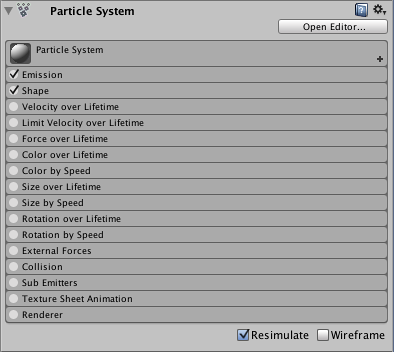 Particle System
Open Editor...
Particle System
Emission
Shape
Velocity over Lifetime
Limit Velocity over Lifetime
Force over Lifetime
Color over Lifetime
Color by Speed
Size over Lifetime
Size by Speed
Rotation over Lifetime
Rotation by Speed
External Forces
Collision
Sub Emitters
Texture Sheet Animation
Renderer
Resimulate Wireframe